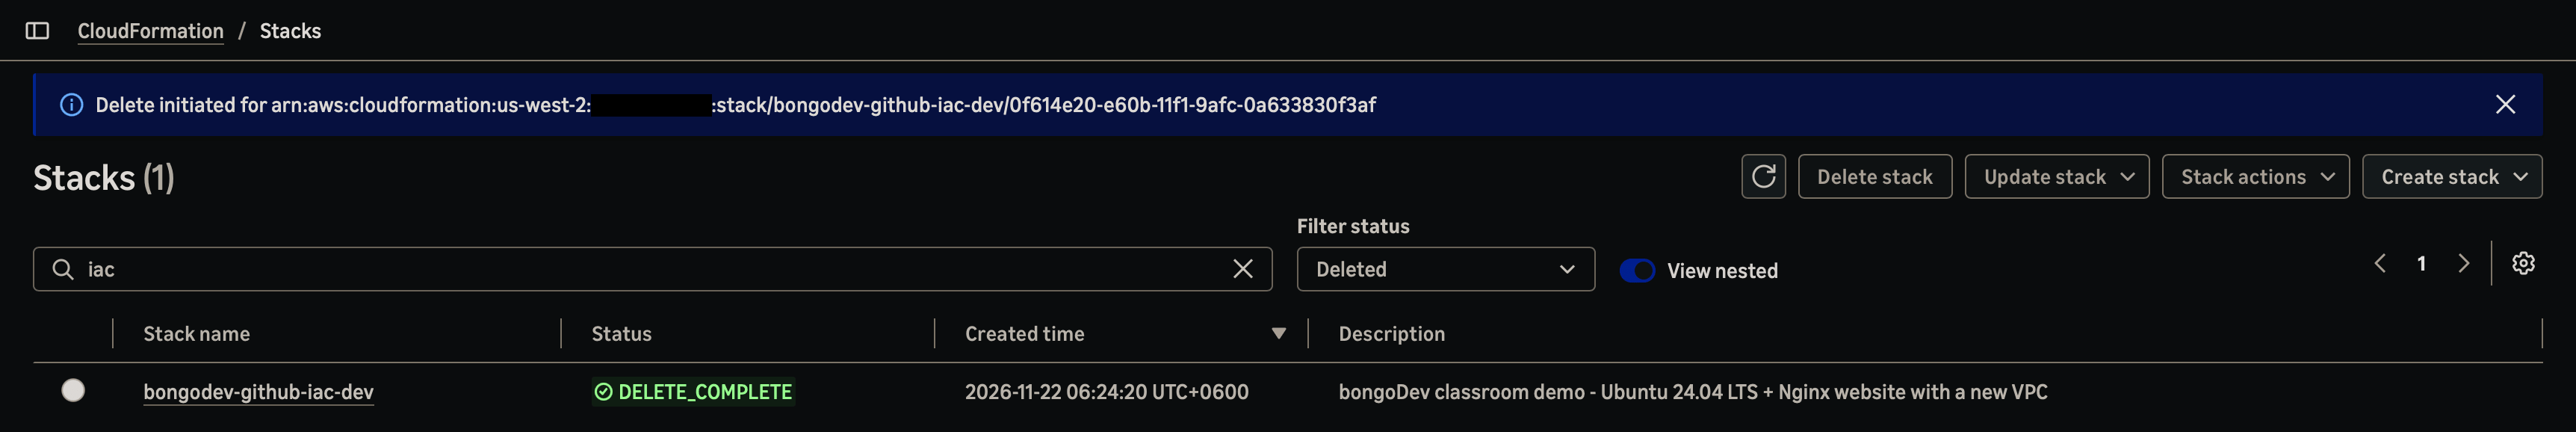 CloudFormation / Stacks
Delete initiated for arn:aws:cloudformation:us-west-2: :stack/bongodev-github-iac-dev/0f614e20-e60b-11f1-9afc-0a633830f3af
Stacks (1)
Delete stack
Update stack
Stack actions
Create stack
Filter status
iac
Deleted
View nested
1
Stack name
Status
Created time
Description
bongodev-github-iac-dev
DELETE_COMPLETE
2026-11-22 06:24:20 UTC+0600
bongoDev classroom demo - Ubuntu 24.04 LTS + Nginx website with a new VPC